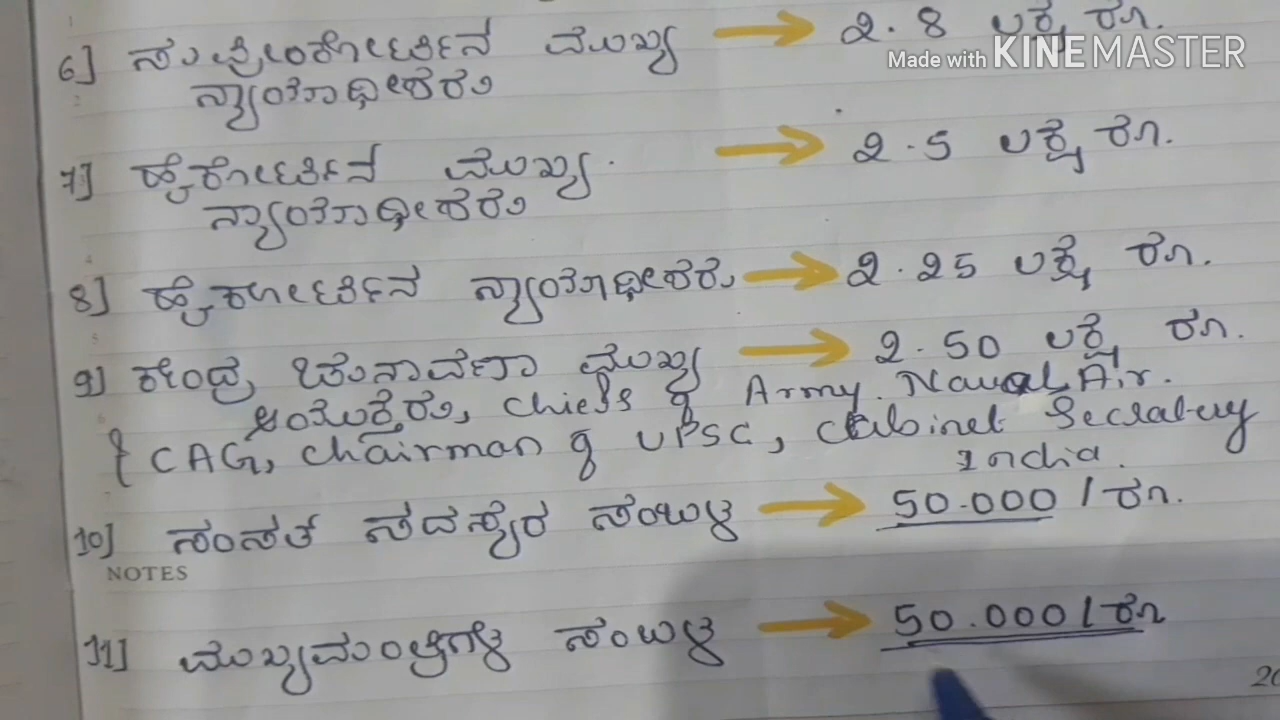 6] ಸುಪ್ರೀಂಕೋರ್ಟಿನ ಮುಖ್ಯ → 2.8 ಲಕ್ಷ ರೂ.
Made with KINEMASTER
ನ್ಯಾಯಾಧೀಶರು
7] ಹೈಕೋರ್ಟಿನ ಮುಖ್ಯ. → 2.5 ಲಕ್ಷ ರೂ.
ನ್ಯಾಯಾಧೀಶರು
8] ಹೈಕೋರ್ಟಿನ ನ್ಯಾಯಾಧೀಶರು → 2.25 ಲಕ್ಷ ರೂ.
9] ಕೇಂದ್ರ ಚುನಾವಣಾ ಮುಖ್ಯ → 2.50 ಲಕ್ಷ ರೂ.
ಆಯುಕ್ತರು, Chiefs of Army. Naval Air.
{ CAG, Chairman of UPSC, Cabinet Secretary
India.
10] ಸಂಸತ್ ಸದಸ್ಯರ ಸಂಬಳ → 50.000/ರೂ.
NOTES
11] ಮುಖ್ಯಮಂತ್ರಿಗಳ ಸಂಬಳ → 50.000/ರೂ
20